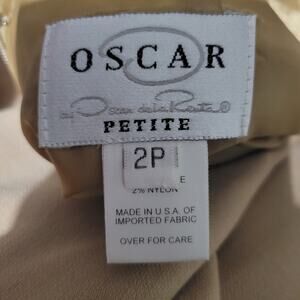 OSCAR
by Oscar de la Renta®
PETITE
2P
E
2% NYLON
MADE IN U.S.A. OF
IMPORTED FABRIC
OVER FOR CARE